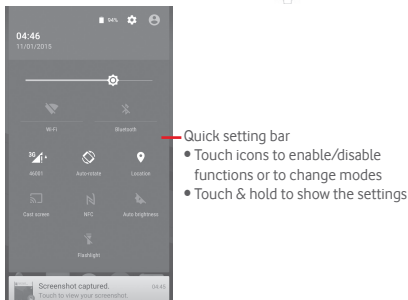 94%
04:46
11/01/2015
Wi-Fi
Bluetooth
3G
46001
Auto-rotate
Location
Cast screen
NFC
Auto brightness
Flashlight
Screenshot captured.
04:45
Touch to view your screenshot.
Quick setting bar
• Touch icons to enable/disable
functions or to change modes
• Touch & hold to show the settings